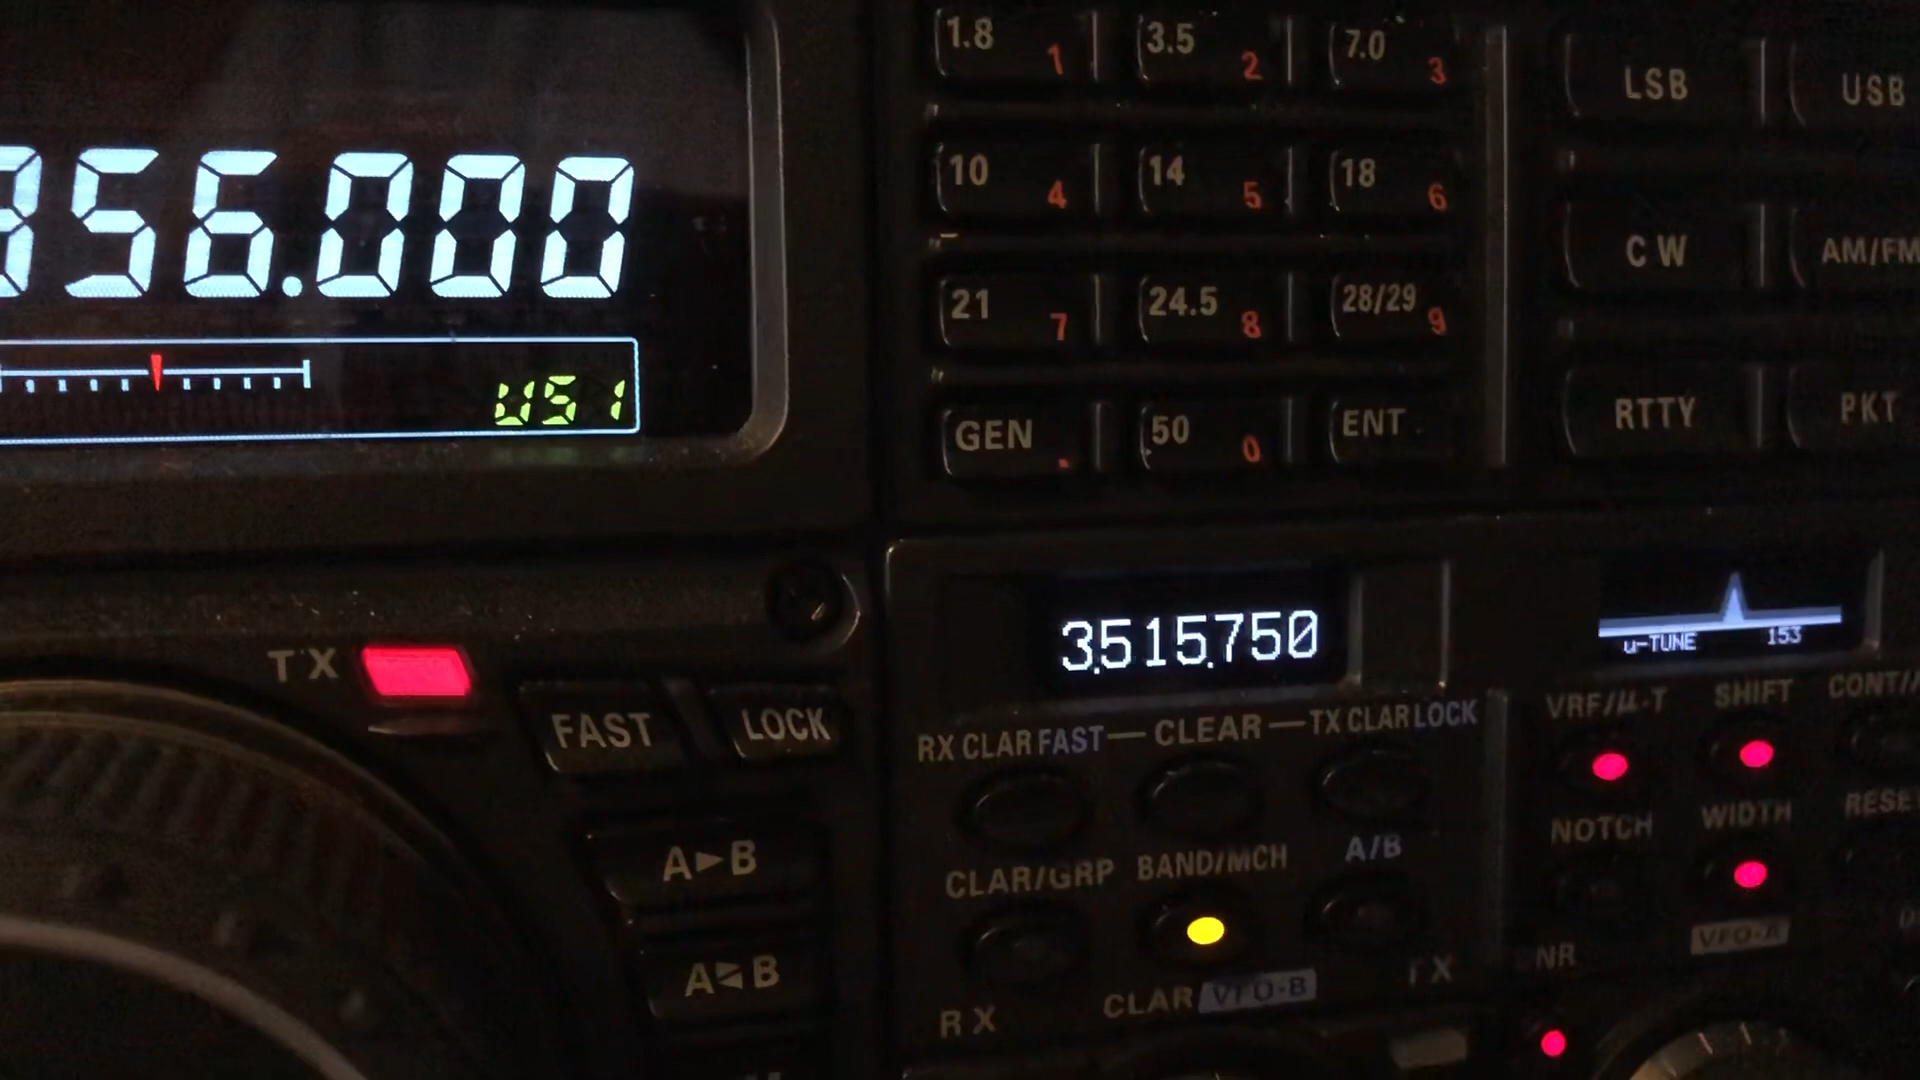 56.000
US 1
1.8 1 3.5 2 7.0 3
10 4 14 5 18 6
21 7 24.5 8 28/29 9
GEN . 50 0 ENT
LSB USB
CW AM/FM
RTTY PKT
TX
FAST LOCK
A►B
3.515.750
RX CLAR FAST — CLEAR — TX CLAR LOCK
CLAR/GRP BAND/MCH A/B
RX CLAR/VFO-B TX
u-TUNE 153
VRF/μ-T SHIFT
NOTCH WIDTH
VFO-A
NR